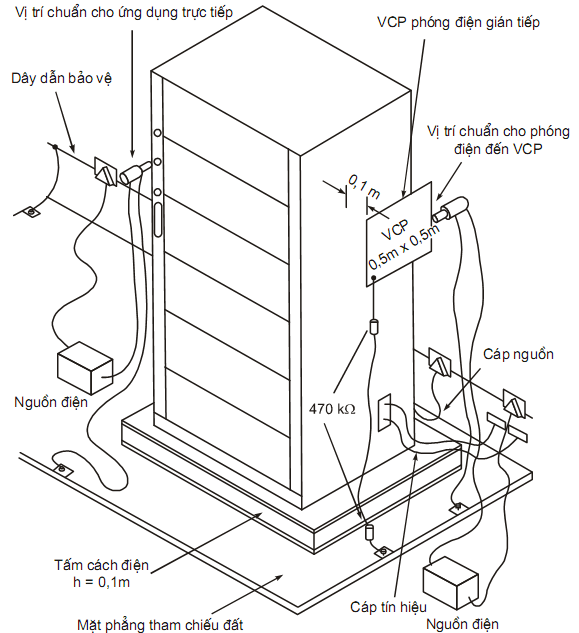 Vị trí chuẩn cho ứng dụng trực tiếp
VCP phóng điện gián tiếp
Dây dẫn bảo vệ
Vị trí chuẩn cho phóng
điện đến VCP
0,1 m
VCP
0,5m x 0,5m
Cáp nguồn
Nguồn điện
470 kΩ
Tấm cách điện
h = 0,1m
Cáp tín hiệu
Nguồn điện
Mặt phẳng tham chiếu đất